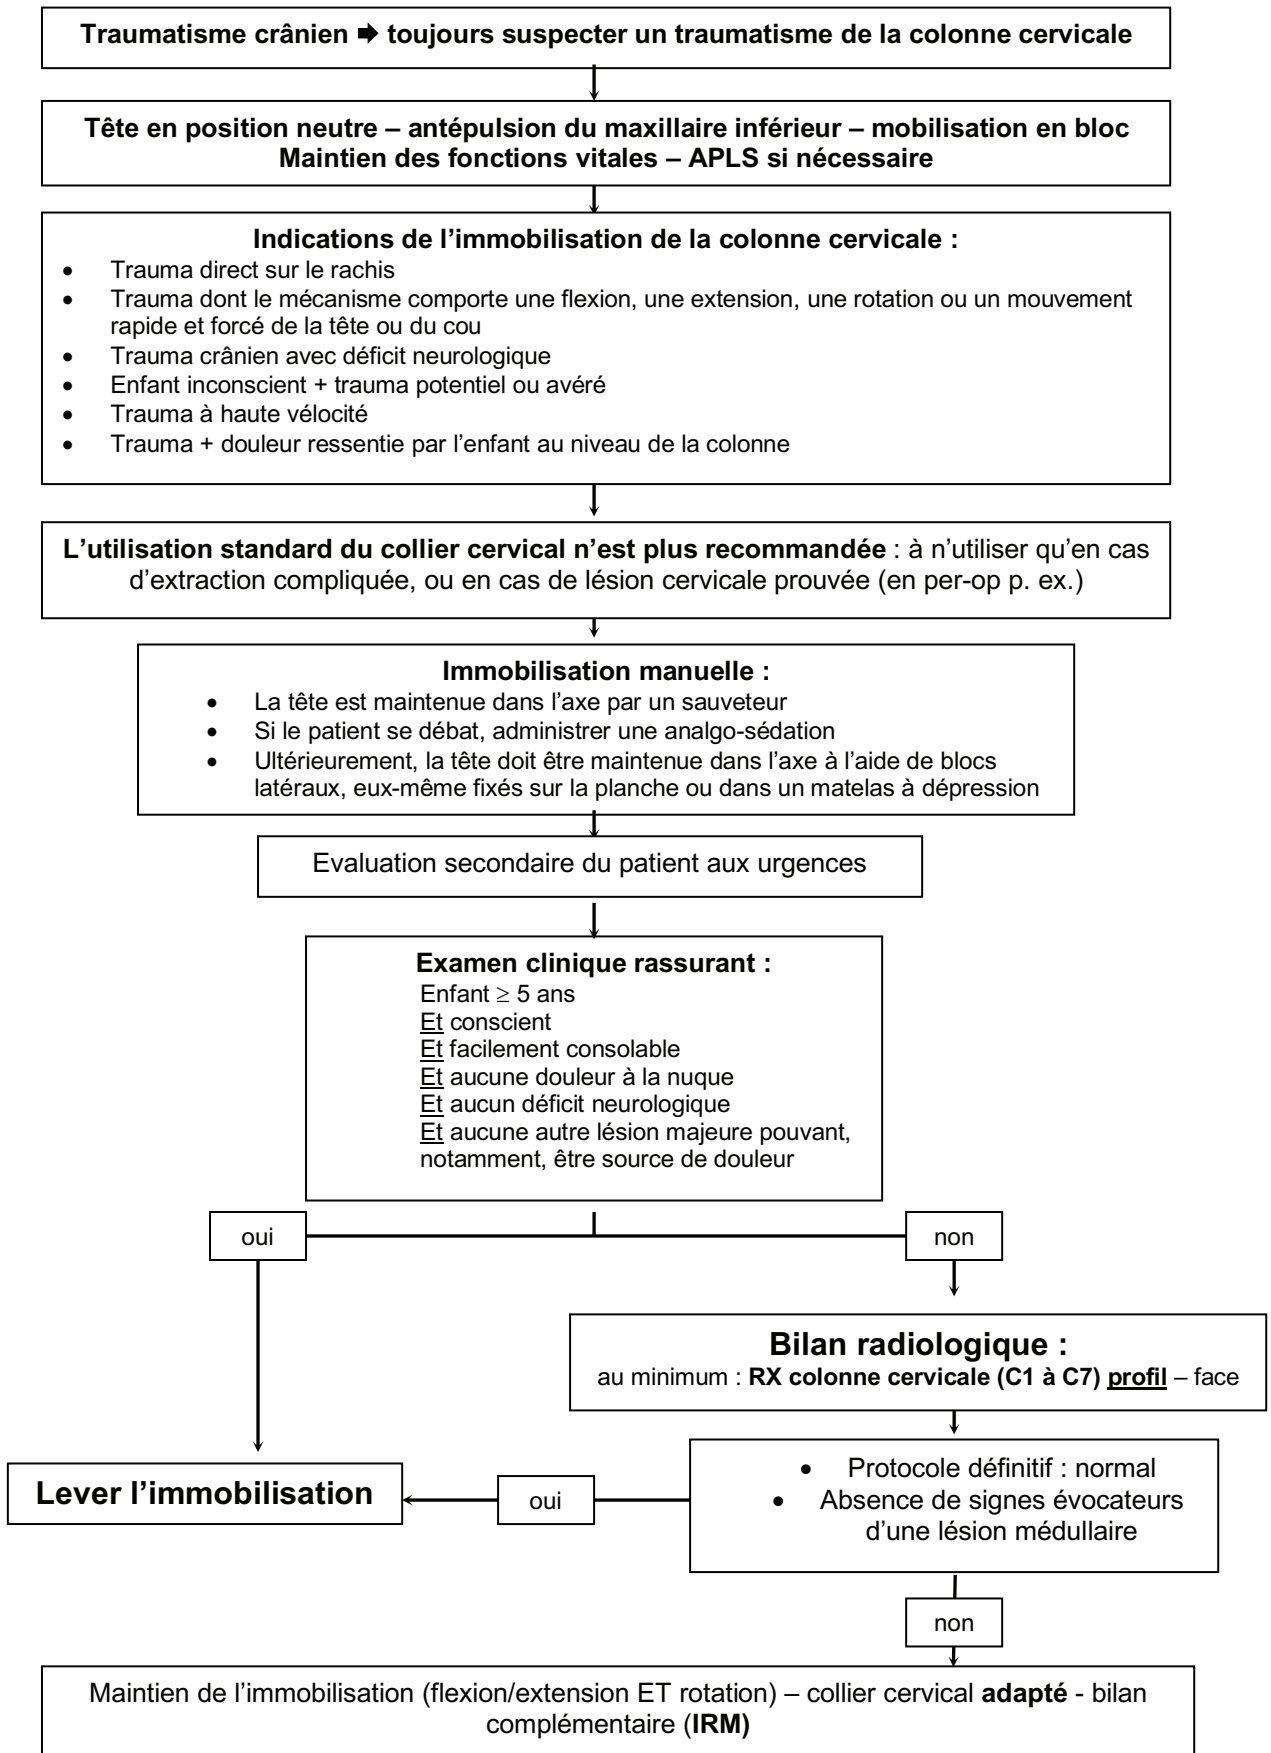 Traumatisme crânien 🡆 toujours suspecter un traumatisme de la colonne cervicale
Tête en position neutre – antépulsion du maxillaire inférieur – mobilisation en bloc
Maintien des fonctions vitales – APLS si nécessaire
Indications de l’immobilisation de la colonne cervicale :
• Trauma direct sur le rachis
• Trauma dont le mécanisme comporte une flexion, une extension, une rotation ou un mouvement
rapide et forcé de la tête ou du cou
• Trauma crânien avec déficit neurologique
• Enfant inconscient + trauma potentiel ou avéré
• Trauma à haute vélocité
• Trauma + douleur ressentie par l’enfant au niveau de la colonne
L’utilisation standard du collier cervical n’est plus recommandée : à n’utiliser qu’en cas
d’extraction compliquée, ou en cas de lésion cervicale prouvée (en per-op p. ex.)
Immobilisation manuelle :
• La tête est maintenue dans l’axe par un sauveteur
• Si le patient se débat, administrer une analgo-sédation
• Ultérieurement, la tête doit être maintenue dans l’axe à l’aide de blocs
latéraux, eux-même fixés sur la planche ou dans un matelas à dépression
Evaluation secondaire du patient aux urgences
Examen clinique rassurant :
Enfant ≥ 5 ans
Et conscient
Et facilement consolable
Et aucune douleur à la nuque
Et aucun déficit neurologique
Et aucune autre lésion majeure pouvant,
notamment, être source de douleur
oui
non
Bilan radiologique :
au minimum : RX colonne cervicale (C1 à C7) profil – face
• Protocole définitif : normal
• Absence de signes évocateurs
d’une lésion médullaire
oui
Lever l’immobilisation
non
Maintien de l’immobilisation (flexion/extension ET rotation) – collier cervical adapté - bilan
complémentaire (IRM)